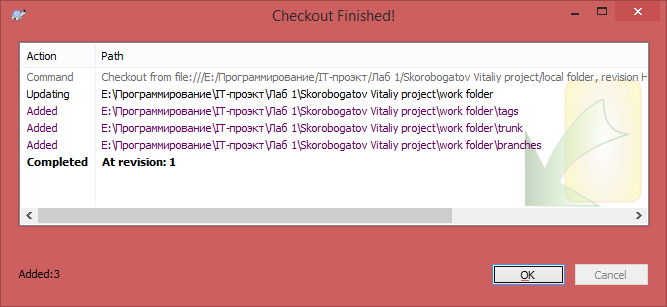 Checkout Finished!
Action Path
Command Checkout from file:///E:/Программирование/IT-проэкт/Лаб 1/Skorobogatov Vitaliy project/local folder, revision H
Updating E:\Программирование\IT-проэкт\Лаб 1\Skorobogatov Vitaliy project\work folder
Added E:\Программирование\IT-проэкт\Лаб 1\Skorobogatov Vitaliy project\work folder\tags
Added E:\Программирование\IT-проэкт\Лаб 1\Skorobogatov Vitaliy project\work folder\trunk
Added E:\Программирование\IT-проэкт\Лаб 1\Skorobogatov Vitaliy project\work folder\branches
Completed At revision: 1
Added:3
OK Cancel